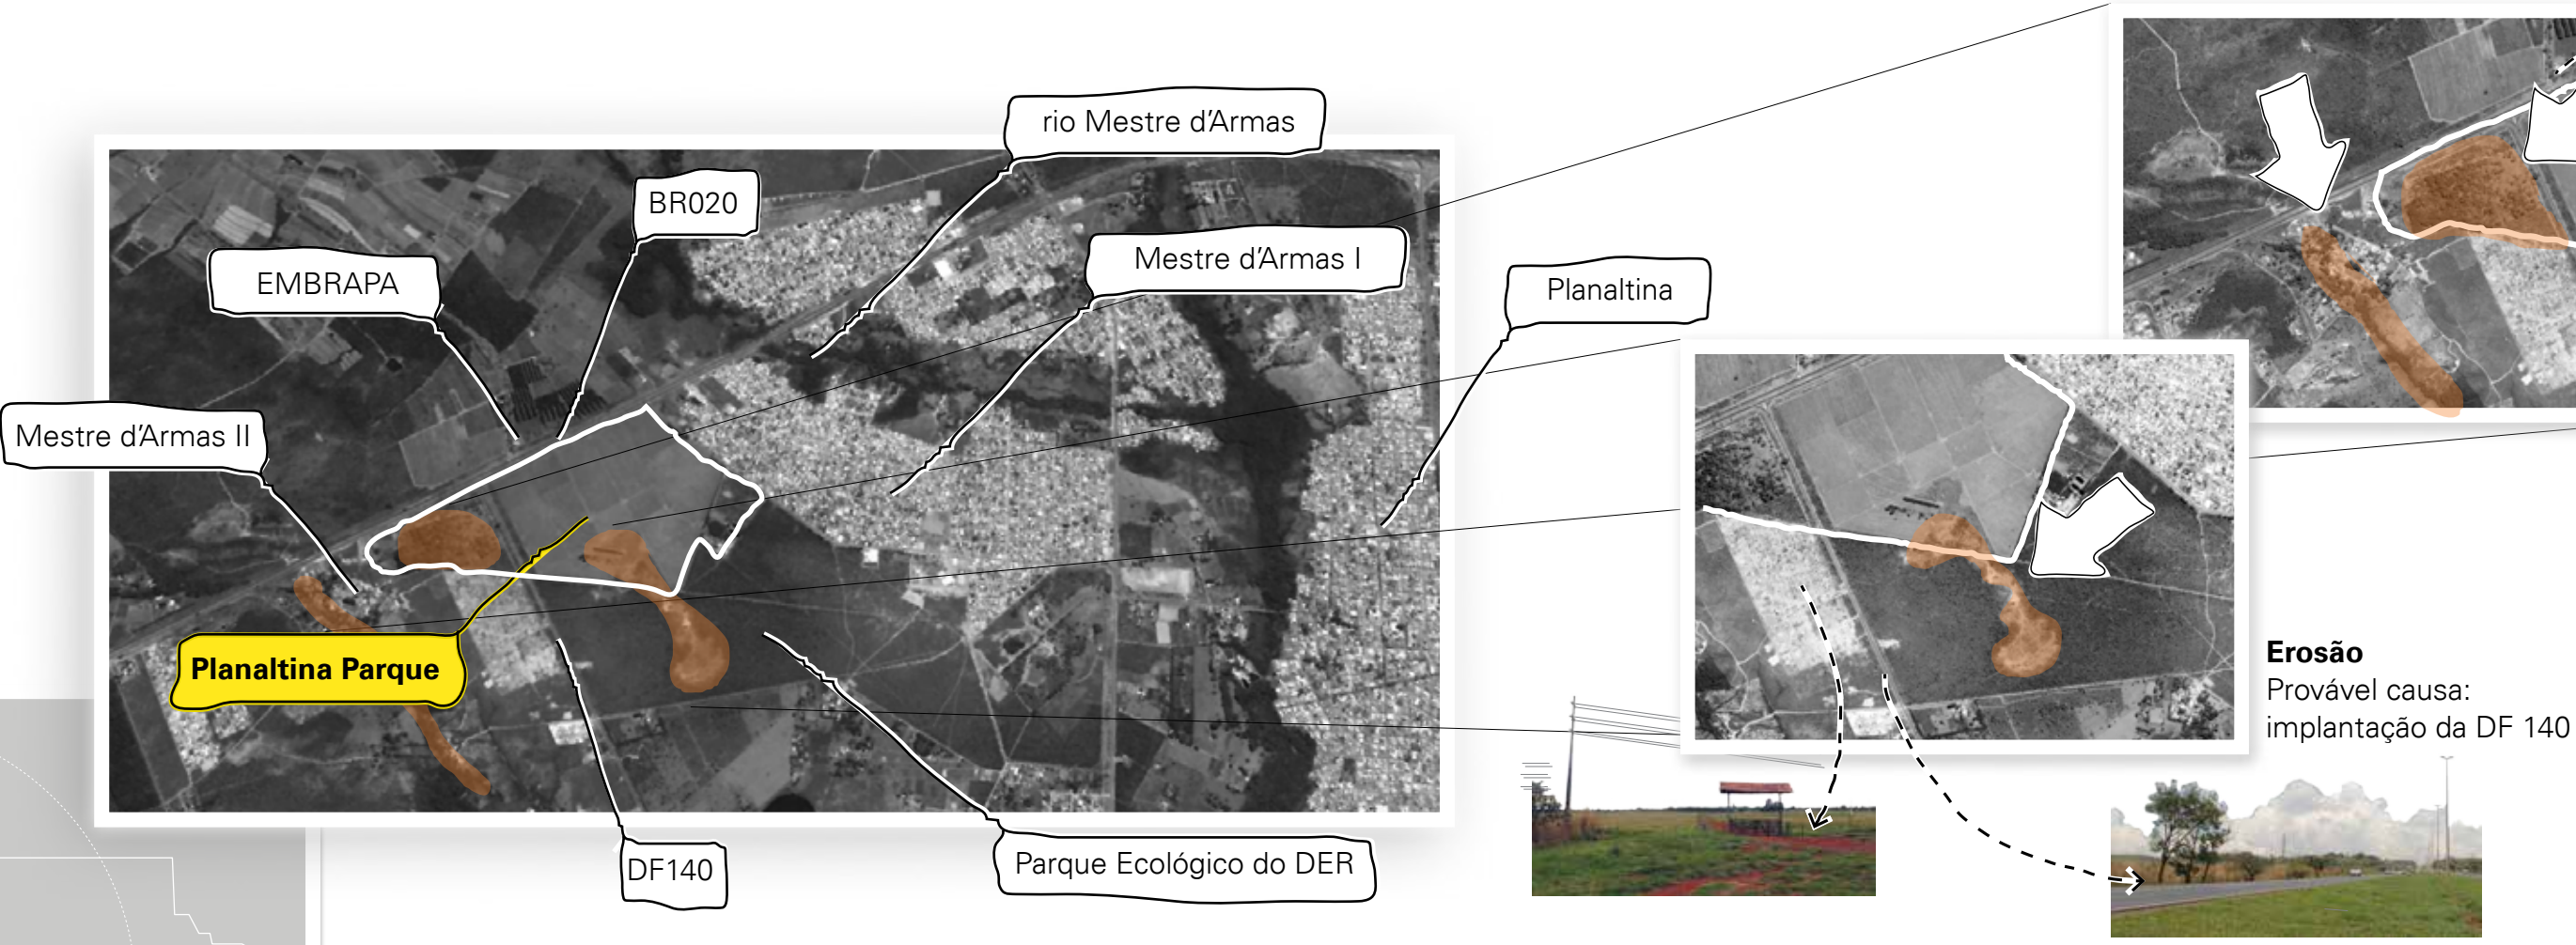 rio Mestre d'Armas
BR020
Mestre d'Armas I
EMBRAPA
Planaltina
Mestre d'Armas II
Planaltina Parque
Erosão
Provável causa:
implantação da DF 140
DF140
Parque Ecológico do DER